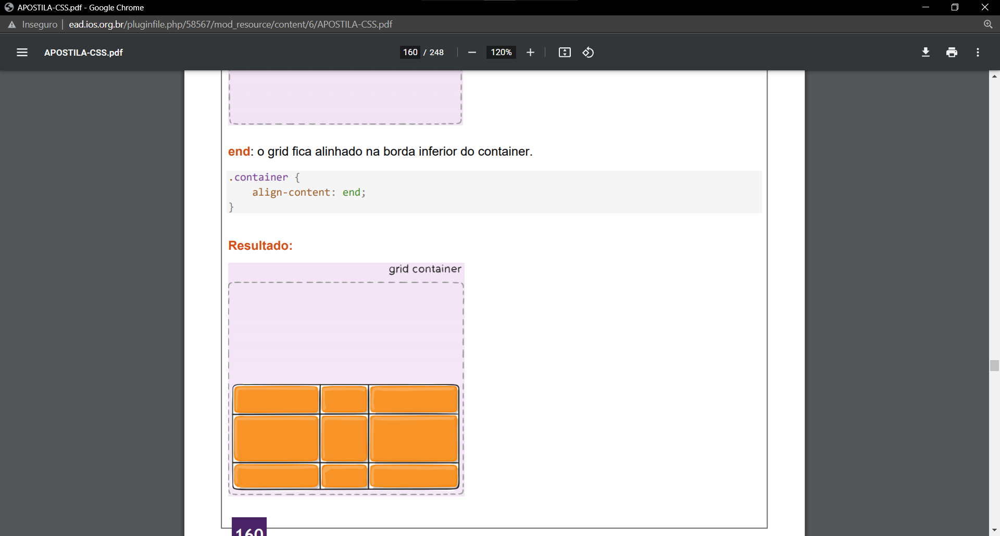 APOSTILA-CSS.pdf - Google Chrome
Inseguro | ead.ios.org.br/pluginfile.php/58567/mod_resource/content/6/APOSTILA-CSS.pdf
APOSTILA-CSS.pdf 160 / 248 120%
end: o grid fica alinhado na borda inferior do container.
.container {
align-content: end;
}
Resultado:
grid container
160